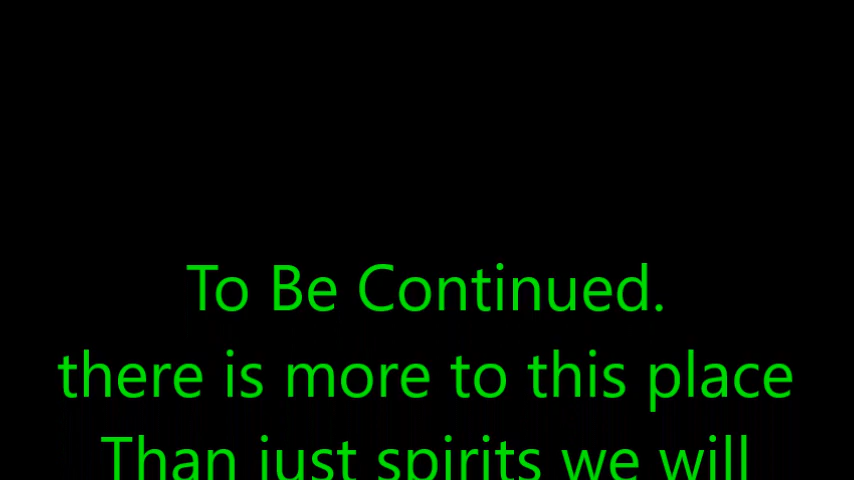 To Be Continued.
there is more to this place
Than just spirits we will